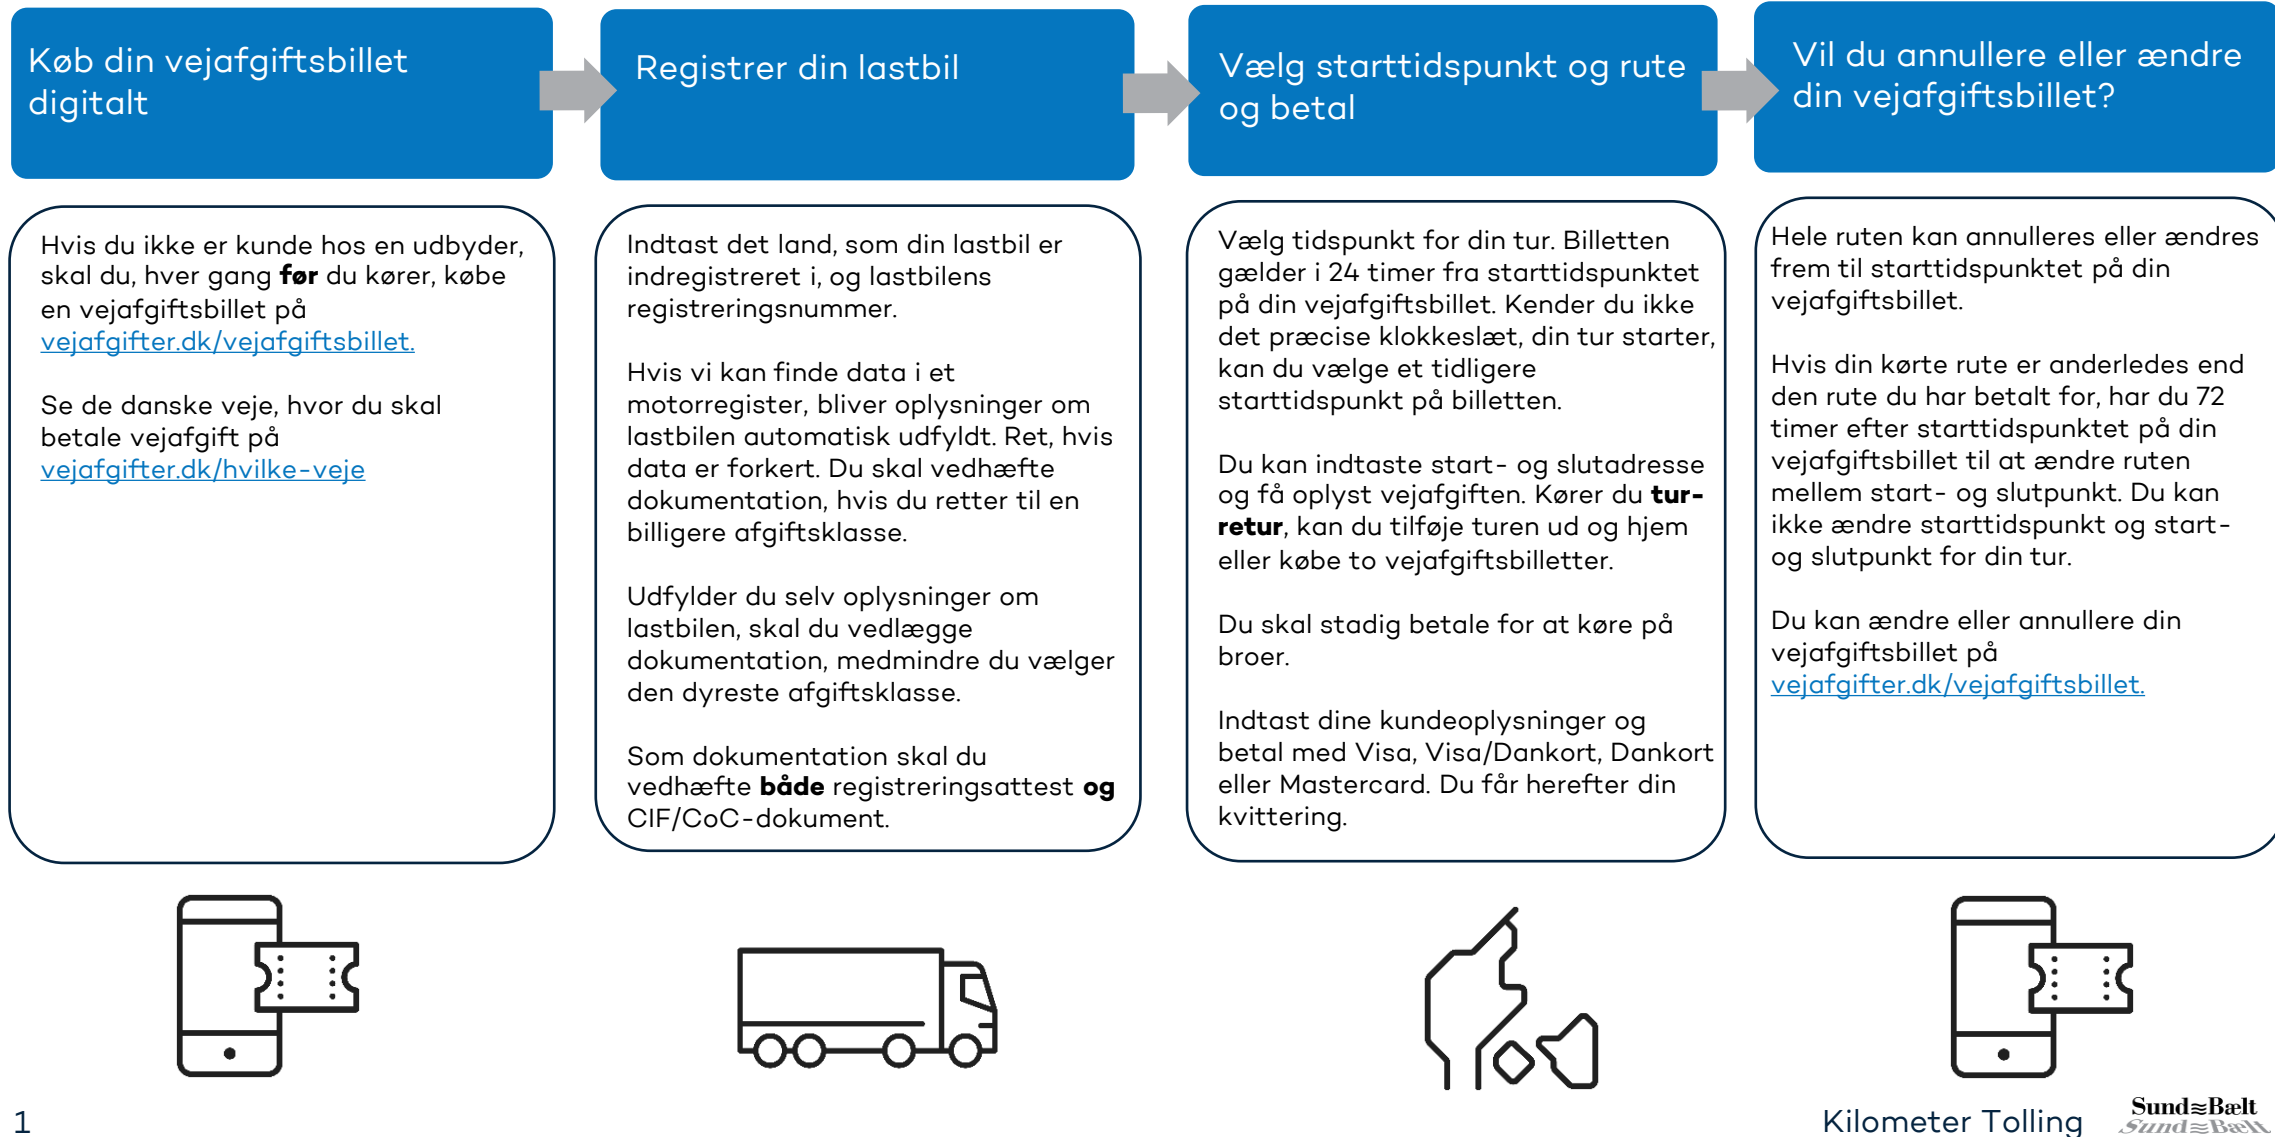 Køb din vejafgiftsbillet
digitalt
Registrer din lastbil
Vælg starttidspunkt og rute
og betal
Vil du annullere eller ændre
din vejafgiftsbillet?
Hvis du ikke er kunde hos en udbyder,
skal du, hver gang før du kører, købe
en vejafgiftsbillet på
vejafgifter.dk/vejafgiftsbillet.
Se de danske veje, hvor du skal
betale vejafgift på
vejafgifter.dk/hvilke-veje
Indtast det land, som din lastbil er
indregistreret i, og lastbilens
registreringsnummer.
Hvis vi kan finde data i et
motorregister, bliver oplysninger om
lastbilen automatisk udfyldt. Ret, hvis
data er forkert. Du skal vedhæfte
dokumentation, hvis du retter til en
billigere afgiftsklasse.
Udfylder du selv oplysninger om
lastbilen, skal du vedlægge
dokumentation, medmindre du vælger
den dyreste afgiftsklasse.
Som dokumentation skal du
vedhæfte både registreringsattest og
CIF/CoC-dokument.
Vælg tidspunkt for din tur. Billetten
gælder i 24 timer fra starttidspunktet
på din vejafgiftsbillet. Kender du ikke
det præcise klokkeslæt, din tur starter,
kan du vælge et tidligere
starttidspunkt på billetten.
Du kan indtaste start- og slutadresse
og få oplyst vejafgiften. Kører du tur-
retur, kan du tilføje turen ud og hjem
eller købe to vejafgiftsbilletter.
Du skal stadig betale for at køre på
broer.
Indtast dine kundeoplysninger og
betal med Visa, Visa/Dankort, Dankort
eller Mastercard. Du får herefter din
kvittering.
Hele ruten kan annulleres eller ændres
frem til starttidspunktet på din
vejafgiftsbillet.
Hvis din kørte rute er anderledes end
den rute du har betalt for, har du 72
timer efter starttidspunktet på din
vejafgiftsbillet til at ændre ruten
mellem start- og slutpunkt. Du kan
ikke ændre starttidspunkt og start-
og slutpunkt for din tur.
Du kan ændre eller annullere din
vejafgiftsbillet på
vejafgifter.dk/vejafgiftsbillet.
1
Kilometer Tolling
Sund≋Bælt
Sund≋Bælt